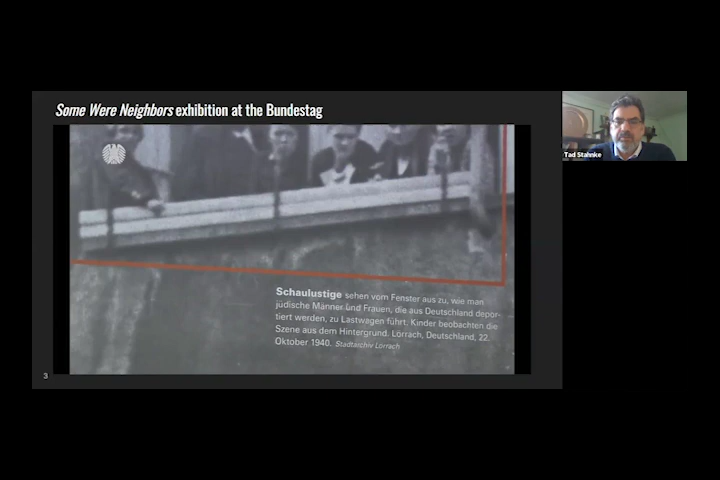 Some Were Neighbors exhibition at the Bundestag
Tad Stahnke
Schaulustige sehen vom Fenster aus zu, wie man
jüdische Männer und Frauen, die aus Deutschland depor-
tiert werden, zu Lastwagen führt. Kinder beobachten die
Szene aus dem Hintergrund. Lörrach, Deutschland, 22.
Oktober 1940. Stadtarchiv Lörrach
3